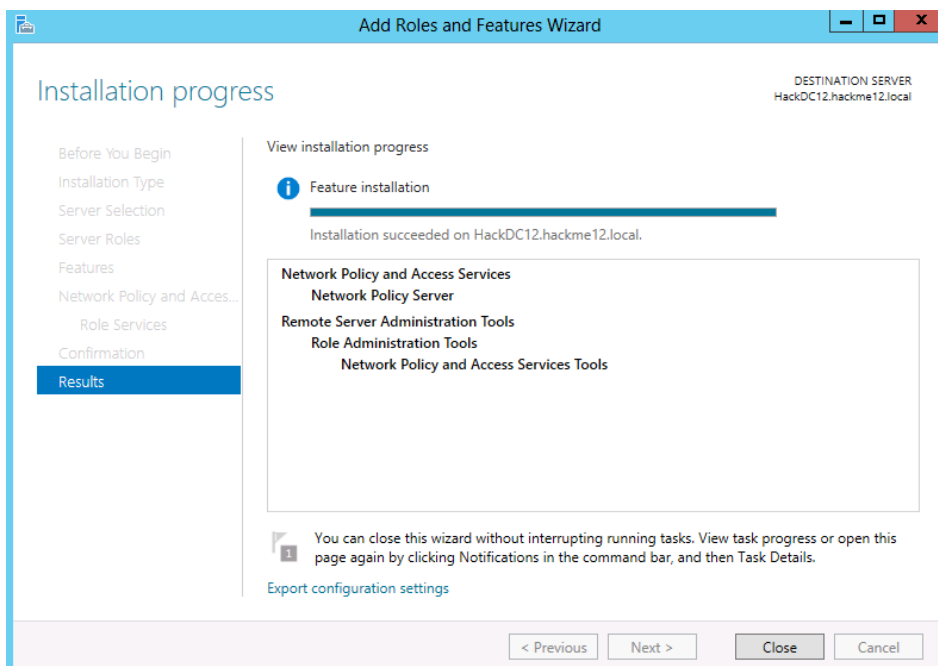 Add Roles and Features Wizard
Installation progress
DESTINATION SERVER
HackDC12.hackme12.local
Before You Begin
Installation Type
Server Selection
Server Roles
Features
Network Policy and Acces...
Role Services
Confirmation
Results
View installation progress
Feature installation
Installation succeeded on HackDC12.hackme12.local.
Network Policy and Access Services
Network Policy Server
Remote Server Administration Tools
Role Administration Tools
Network Policy and Access Services Tools
1
You can close this wizard without interrupting running tasks. View task progress or open this
page again by clicking Notifications in the command bar, and then Task Details.
Export configuration settings
< Previous
Next >
Close
Cancel